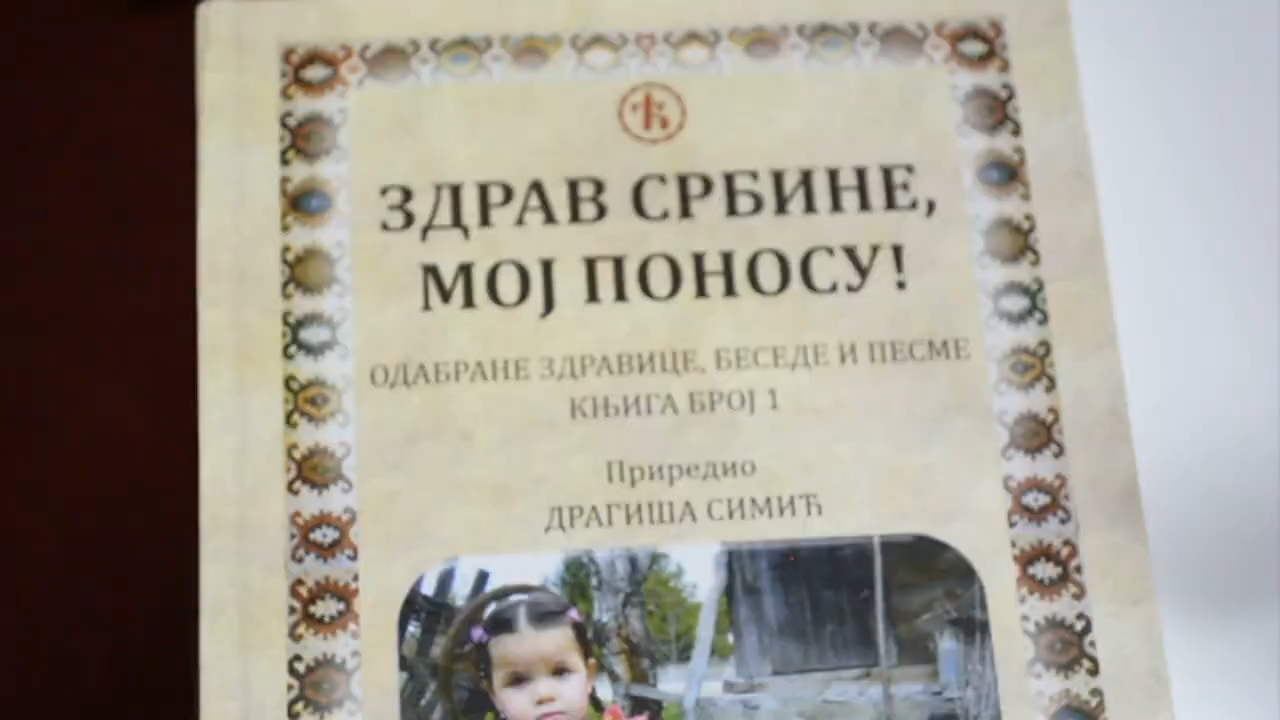 Ћ
ЗДРАВ СРБИНЕ,
МОЈ ПОНОСУ!
ОДАБРАНЕ ЗДРАВИЦЕ, БЕСЕДЕ И ПЕСМЕ
КЊИГА БРОЈ 1
Приредио
ДРАГИША СИМИЋ